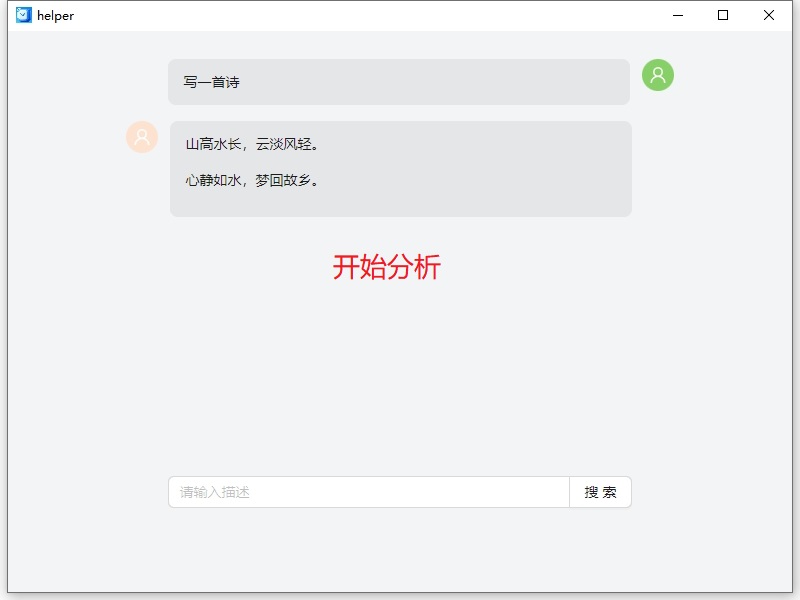 helper
写一首诗
山高水长，云淡风轻。
心静如水，梦回故乡。
开始分析
请输入描述
搜 索